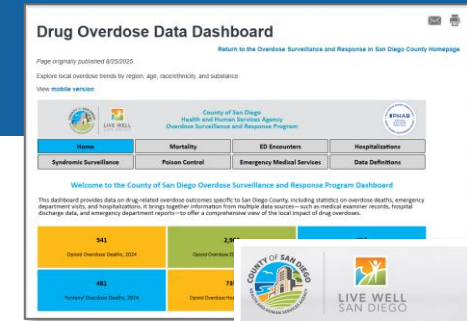 Drug Overdose Data Dashboard
Return to the Overdose Surveillance and Response in San Diego County Homepage
Page originally published 8/25/2025
Explore local overdose trends by region, age, race/ethnicity, and substance.
View mobile version
LIVE WELL
County of San Diego
Health and Human Services Agency
Overdose Surveillance and Response Program
PHAB
Home Mortality ED Encounters Hospitalizations
Syndromic Surveillance Poison Control Emergency Medical Services Data Definitions
Welcome to the County of San Diego Overdose Surveillance and Response Program Dashboard
This dashboard provides data on drug-related overdose outcomes specific to San Diego County, including statistics on overdose deaths, emergency
department visits, and hospitalizations. It brings together information from multiple data sources—such as medical examiner records, hospital
discharge data, and emergency department reports—to offer a comprehensive view of the local impact of drug overdoses.
541
Opioid Overdose Deaths, 2024
Opioid Overdose
481
Fentanyl Overdose Deaths, 2024
Opioid Overdose
COUNTY OF SAN DIEGO
HEALTH AND HUMAN SERVICES AGENCY
LIVE WELL
SAN DIEGO